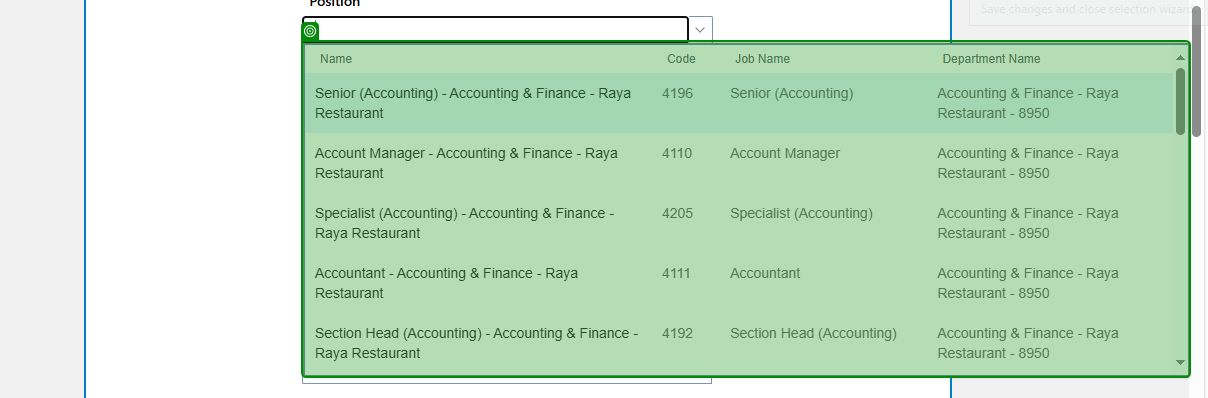 Position
Save changes and close selection wizard
Name Code Job Name Department Name
Senior (Accounting) - Accounting & Finance - Raya 4196 Senior (Accounting) Accounting & Finance - Raya
Restaurant Restaurant - 8950
Account Manager - Accounting & Finance - Raya 4110 Account Manager Accounting & Finance - Raya
Restaurant Restaurant - 8950
Specialist (Accounting) - Accounting & Finance - 4205 Specialist (Accounting) Accounting & Finance - Raya
Raya Restaurant Restaurant - 8950
Accountant - Accounting & Finance - Raya 4111 Accountant Accounting & Finance - Raya
Restaurant Restaurant - 8950
Section Head (Accounting) - Accounting & Finance - 4192 Section Head (Accounting) Accounting & Finance - Raya
Raya Restaurant Restaurant - 8950